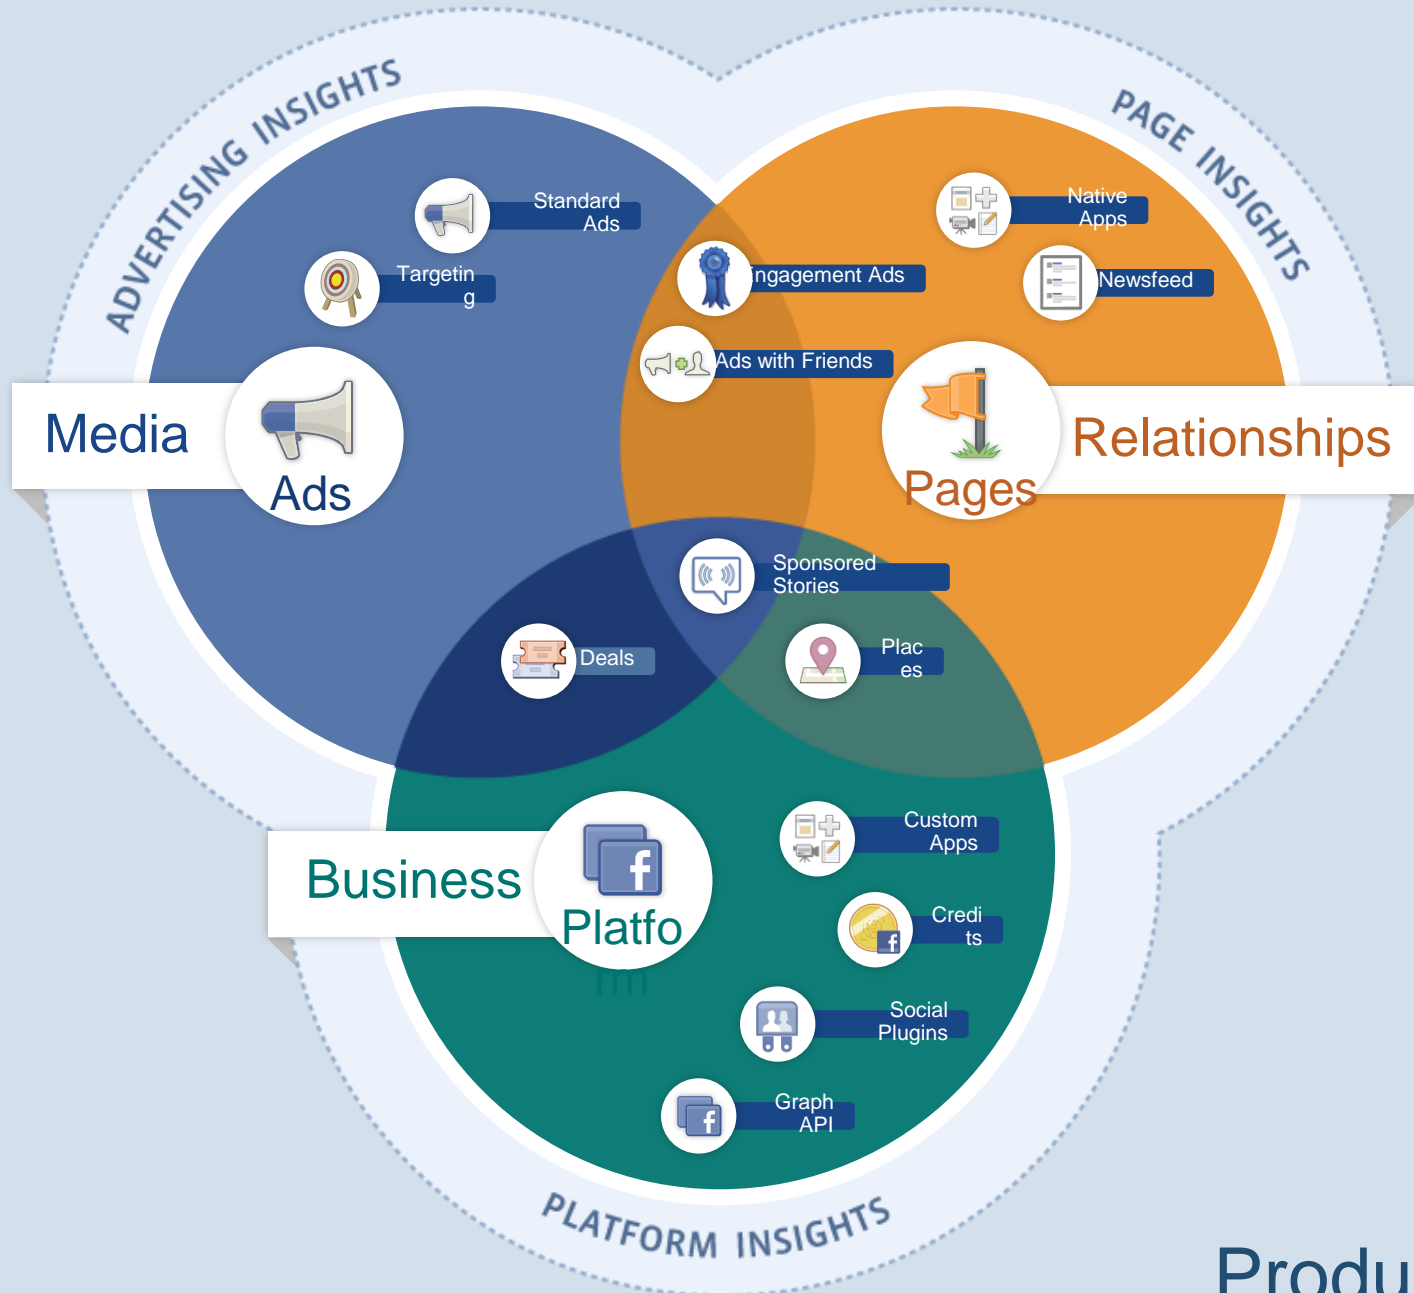 ADVERTISING INSIGHTS
PAGE INSIGHTS
Standard
Ads
Targetin
g
Native
Apps
Newsfeed
ngagement Ads
Ads with Friends
Media
Ads
Relationships
Pages
Sponsored
Stories
Deals
Plac
es
Custom
Apps
Business
Platfo
rm
Credi
ts
Social
Plugins
Graph
API
PLATFORM INSIGHTS
Produ